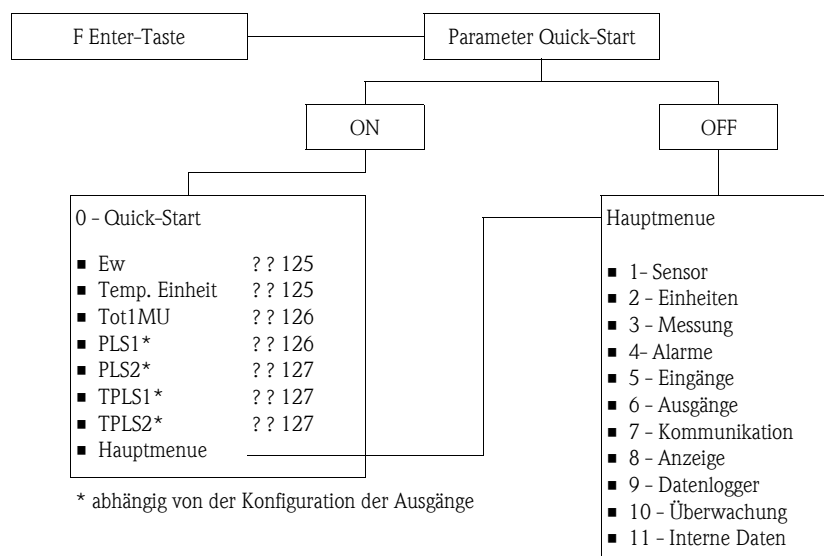 F Enter-Taste
Parameter Quick-Start
ON
OFF
0 - Quick-Start
■ Ew ? ? 125
■ Temp. Einheit ? ? 125
■ Tot1MU ? ? 126
■ PLS1* ? ? 126
■ PLS2* ? ? 127
■ TPLS1* ? ? 127
■ TPLS2* ? ? 127
■ Hauptmenue
* abhängig von der Konfiguration der Ausgänge
Hauptmenue
■ 1- Sensor
■ 2 - Einheiten
■ 3 - Messung
■ 4- Alarme
■ 5 - Eingänge
■ 6 - Ausgänge
■ 7 - Kommunikation
■ 8 - Anzeige
■ 9 - Datenlogger
■ 10 - Überwachung
■ 11 - Interne Daten